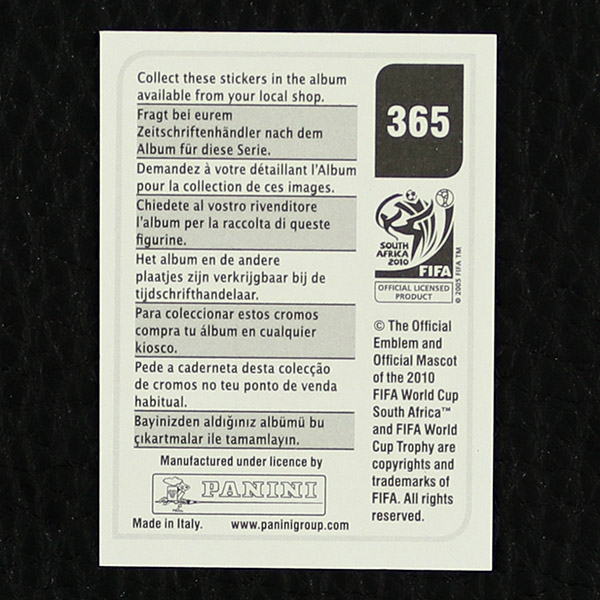 Collect these stickers in the album
available from your local shop.
Fragt bei eurem
Zeitschriftenhändler nach dem
Album für diese Serie.
Demandez à votre détaillant l'Album
pour la collection de ces images.
Chiedete al vostro rivenditore
l'album per la raccolta di queste
figurine.
Het album en de andere
plaatjes zijn verkrijgbaar bij de
tijdschrifthandelaar.
Para coleccionar estos cromos
compra tu álbum en cualquier
kiosco.
Pede a caderneta desta colecção
de cromos no teu ponto de venda
habitual.
Bayinizden aldığınız albümü bu
çıkartmalar ile tamamlayın.
Manufactured under licence by
PANINI
Made in Italy. www.paninigroup.com
365
SOUTH
AFRICA
2010
FIFA
© 2005 FIFA TM
OFFICIAL LICENSED
PRODUCT
© The Official
Emblem and
Official Mascot
of the 2010
FIFA World Cup
South Africa™
and FIFA World
Cup Trophy are
copyrights and
trademarks of
FIFA. All rights
reserved.